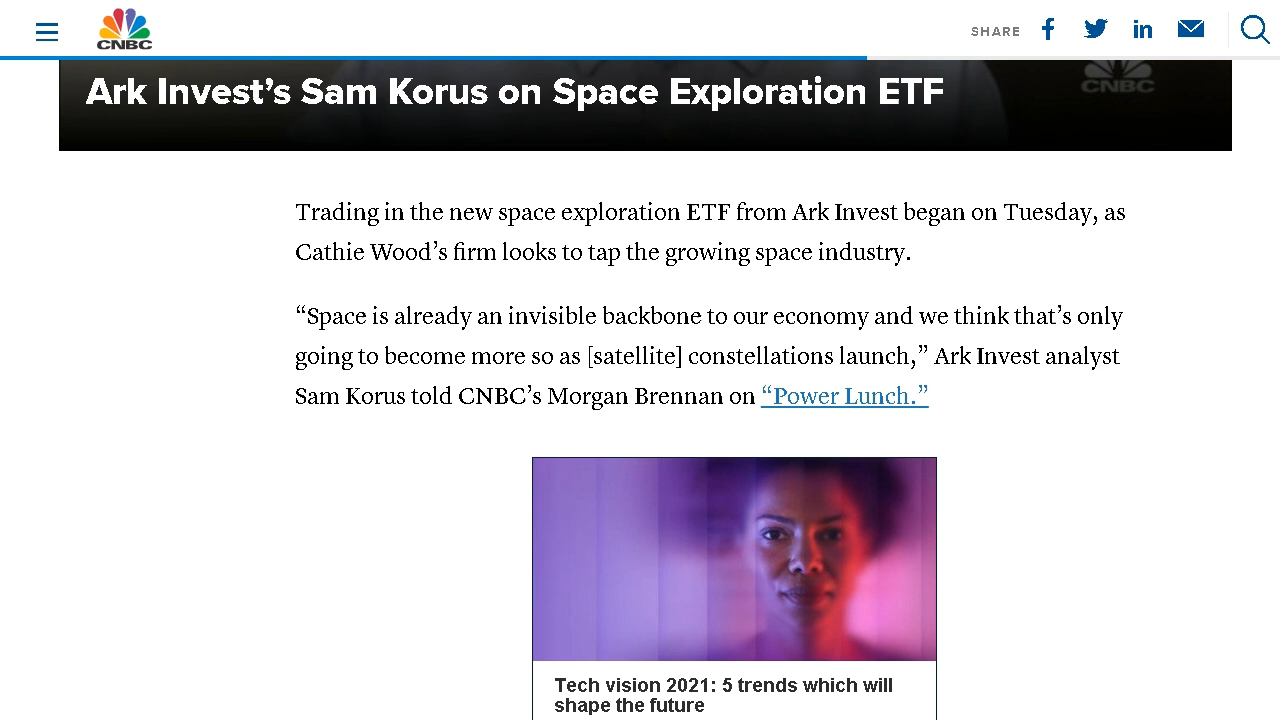 CNBC
SHARE
Ark Invest’s Sam Korus on Space Exploration ETF
CNBC
Trading in the new space exploration ETF from Ark Invest began on Tuesday, as
Cathie Wood’s firm looks to tap the growing space industry.
“Space is already an invisible backbone to our economy and we think that’s only
going to become more so as [satellite] constellations launch,” Ark Invest analyst
Sam Korus told CNBC’s Morgan Brennan on “Power Lunch.”
Tech vision 2021: 5 trends which will
shape the future